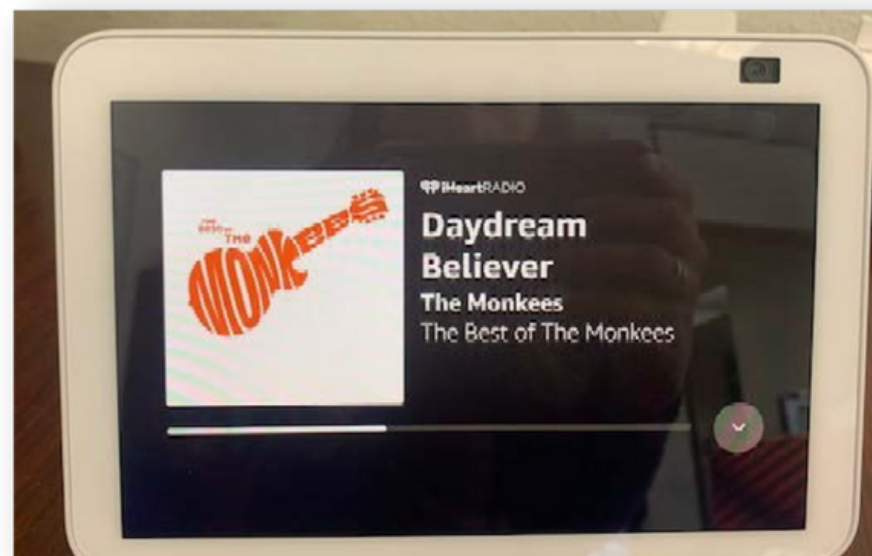 THE
BEST OF
THE
MONKEES
iHeartRADIO
Daydream
Believer
The Monkees
The Best of The Monkees